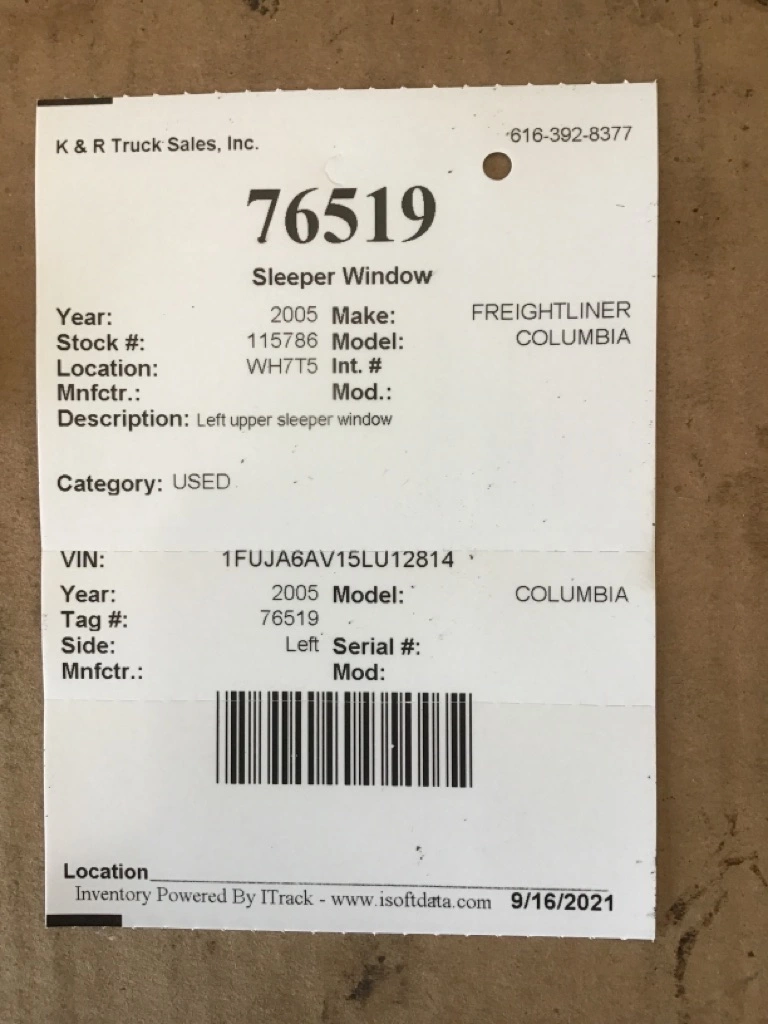 K & R Truck Sales, Inc. 616-392-8377
76519
Sleeper Window
Year: 2005 Make: FREIGHTLINER
Stock #: 115786 Model: COLUMBIA
Location: WH7T5 Int. #
Mnfctr.: Mod.:
Description: Left upper sleeper window
Category: USED
VIN: 1FUJA6AV15LU12814
Year: 2005 Model: COLUMBIA
Tag #: 76519
Side: Left Serial #:
Mnfctr.: Mod:
Location
Inventory Powered By ITrack - www.isoftdata.com 9/16/2021